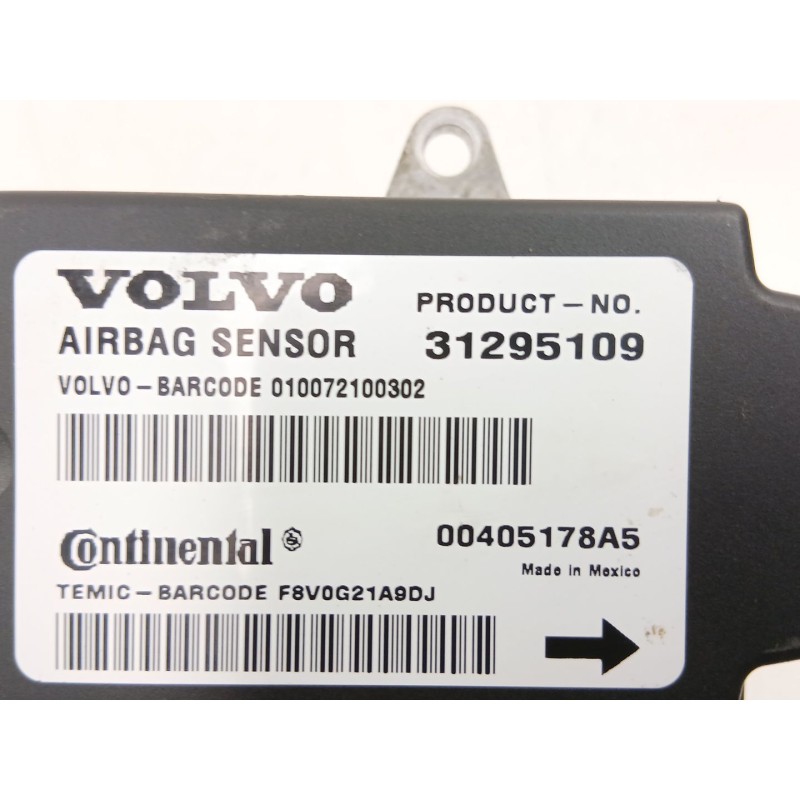 VOLVO
PRODUCT-NO.
AIRBAG SENSOR
31295109
VOLVO-BARCODE 010072100302
Continental
00405178A5
Made in Mexico
TEMIC-BARCODE F8V0G21A9DJ